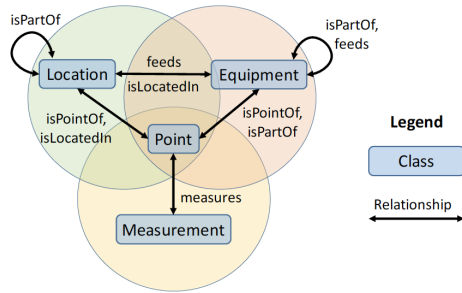 isPartOf
isPartOf,
feeds
feeds
Location
Equipment
isLocatedIn
isPointOf,
isLocatedIn
isPointOf,
isPartOf
Point
Legend
Class
measures
Relationship
Measurement